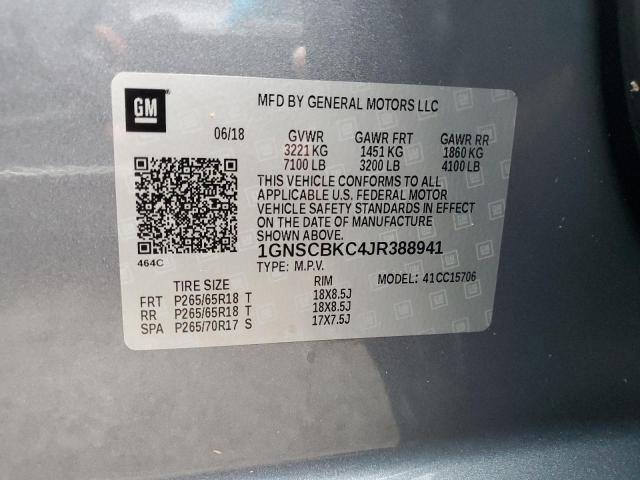 GM
MFD BY GENERAL MOTORS LLC
06/18 GVWR GAWR FRT GAWR RR
3221 KG 1451 KG 1860 KG
7100 LB 3200 LB 4100 LB
THIS VEHICLE CONFORMS TO ALL
APPLICABLE U.S. FEDERAL MOTOR
VEHICLE SAFETY STANDARDS IN EFFECT
ON THE DATE OF MANUFACTURE
SHOWN ABOVE.
1GNSCBKC4JR388941
464C
TYPE: M.P.V. MODEL: 41CC15706
TIRE SIZE RIM
FRT P265/65R18 T 18X8.5J
RR P265/65R18 T 18X8.5J
SPA P265/70R17 S 17X7.5J